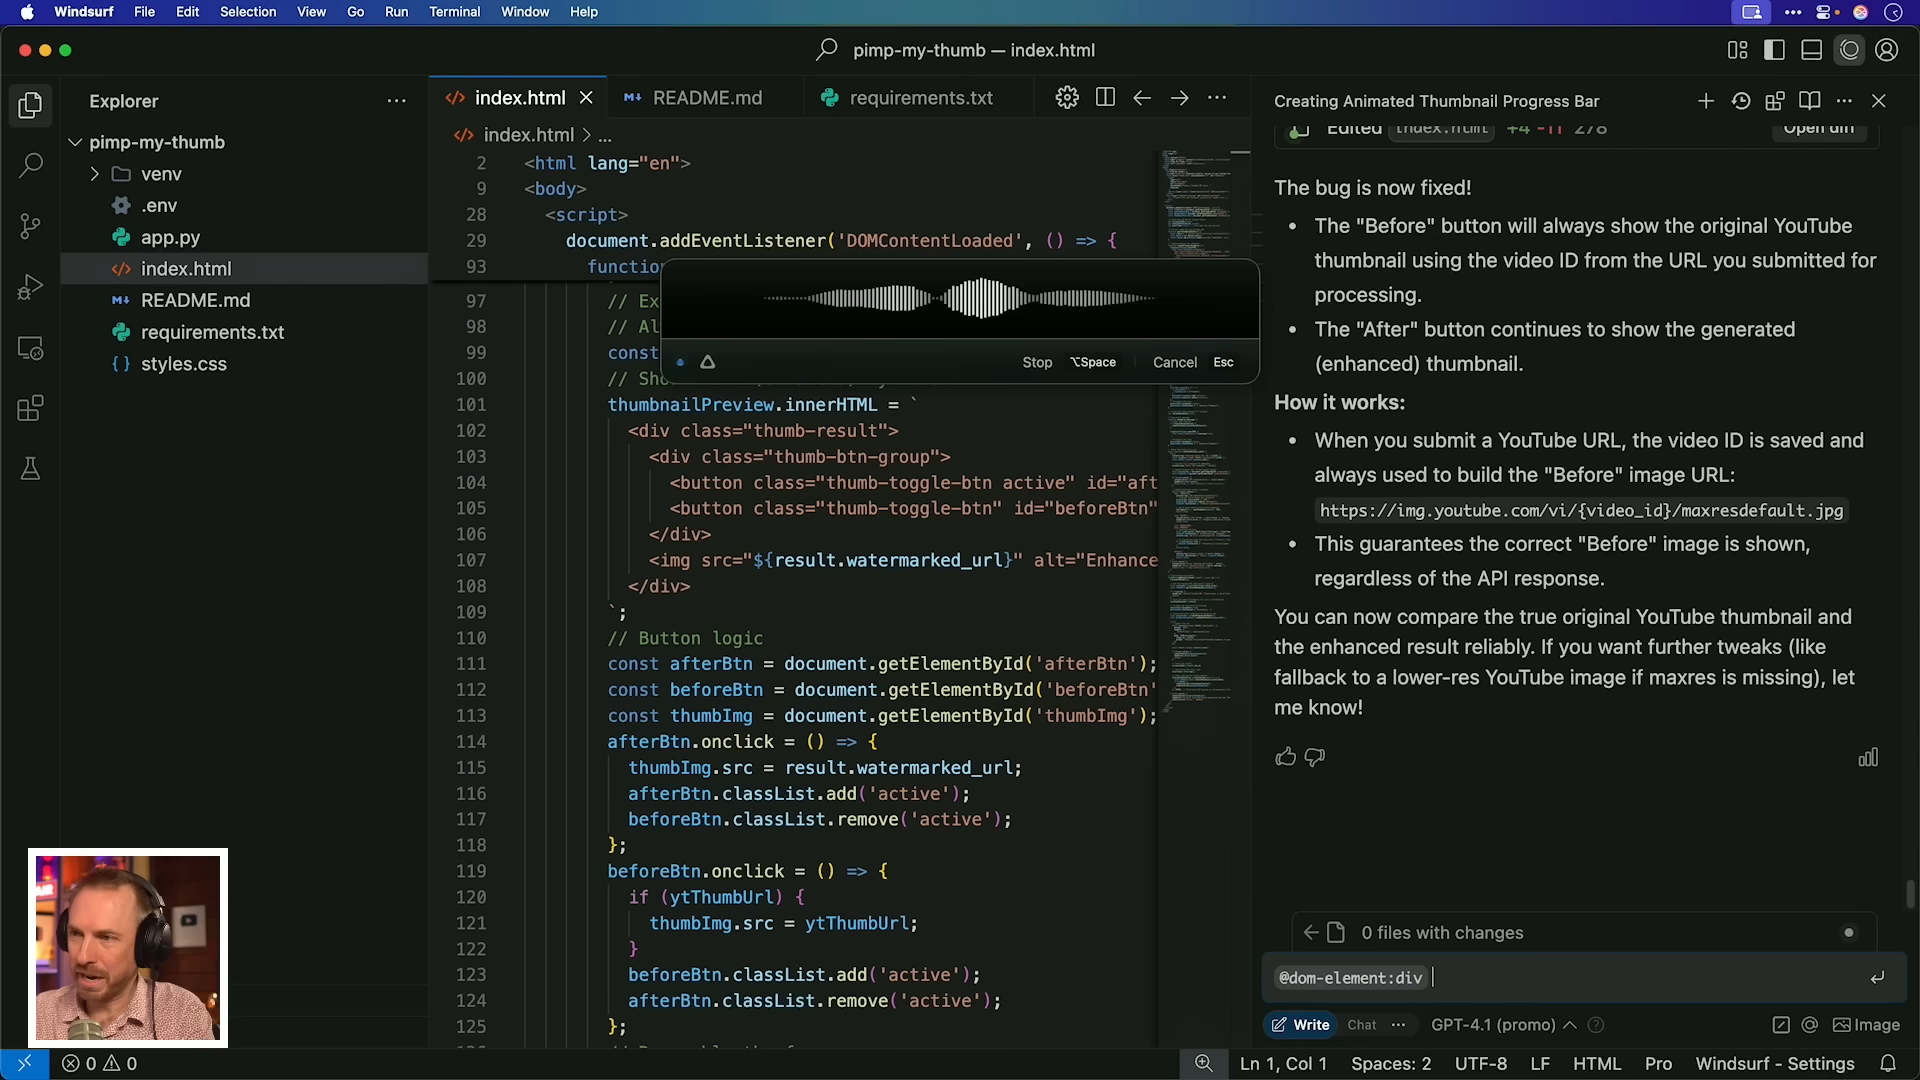 Windsurf File Edit Selection View Go Run Terminal Window Help
pimp-my-thumb — index.html
Explorer
pimp-my-thumb
venv
.env
app.py
index.html
README.md
requirements.txt
styles.css
index.html README.md requirements.txt
index.html > ...
2 <html lang="en">
9 <body>
28 <script>
29 document.addEventListener('DOMContentLoaded', () => {
93 functio
97 // Ex
98 // Al
99 const
100 // Sho
101 thumbnailPreview.innerHTML = `
102 <div class="thumb-result">
103 <div class="thumb-btn-group">
104 <button class="thumb-toggle-btn active" id="aft
105 <button class="thumb-toggle-btn" id="beforeBtn"
106 </div>
107 <img src="${result.watermarked_url}" alt="Enhance
108 </div>
109 `;
110 // Button logic
111 const afterBtn = document.getElementById('afterBtn');
112 const beforeBtn = document.getElementById('beforeBtn'
113 const thumbImg = document.getElementById('thumbImg');
114 afterBtn.onclick = () => {
115 thumbImg.src = result.watermarked_url;
116 afterBtn.classList.add('active');
117 beforeBtn.classList.remove('active');
118 };
119 beforeBtn.onclick = () => {
120 if (ytThumbUrl) {
121 thumbImg.src = ytThumbUrl;
122 }
123 beforeBtn.classList.add('active');
124 afterBtn.classList.remove('active');
125 };
Stop ⌥Space Cancel Esc
Creating Animated Thumbnail Progress Bar
Edited index.html +4 -11 Open diff
The bug is now fixed!
• The "Before" button will always show the original YouTube
thumbnail using the video ID from the URL you submitted for
processing.
• The "After" button continues to show the generated
(enhanced) thumbnail.
How it works:
• When you submit a YouTube URL, the video ID is saved and
always used to build the "Before" image URL:
https://img.youtube.com/vi/{video_id}/maxresdefault.jpg
• This guarantees the correct "Before" image is shown,
regardless of the API response.
You can now compare the true original YouTube thumbnail and
the enhanced result reliably. If you want further tweaks (like
fallback to a lower-res YouTube image if maxres is missing), let
me know!
0 files with changes
@dom-element:div
Write Chat ... GPT-4.1 (promo) Image
0 0 Ln 1, Col 1 Spaces: 2 UTF-8 LF HTML Pro Windsurf - Settings